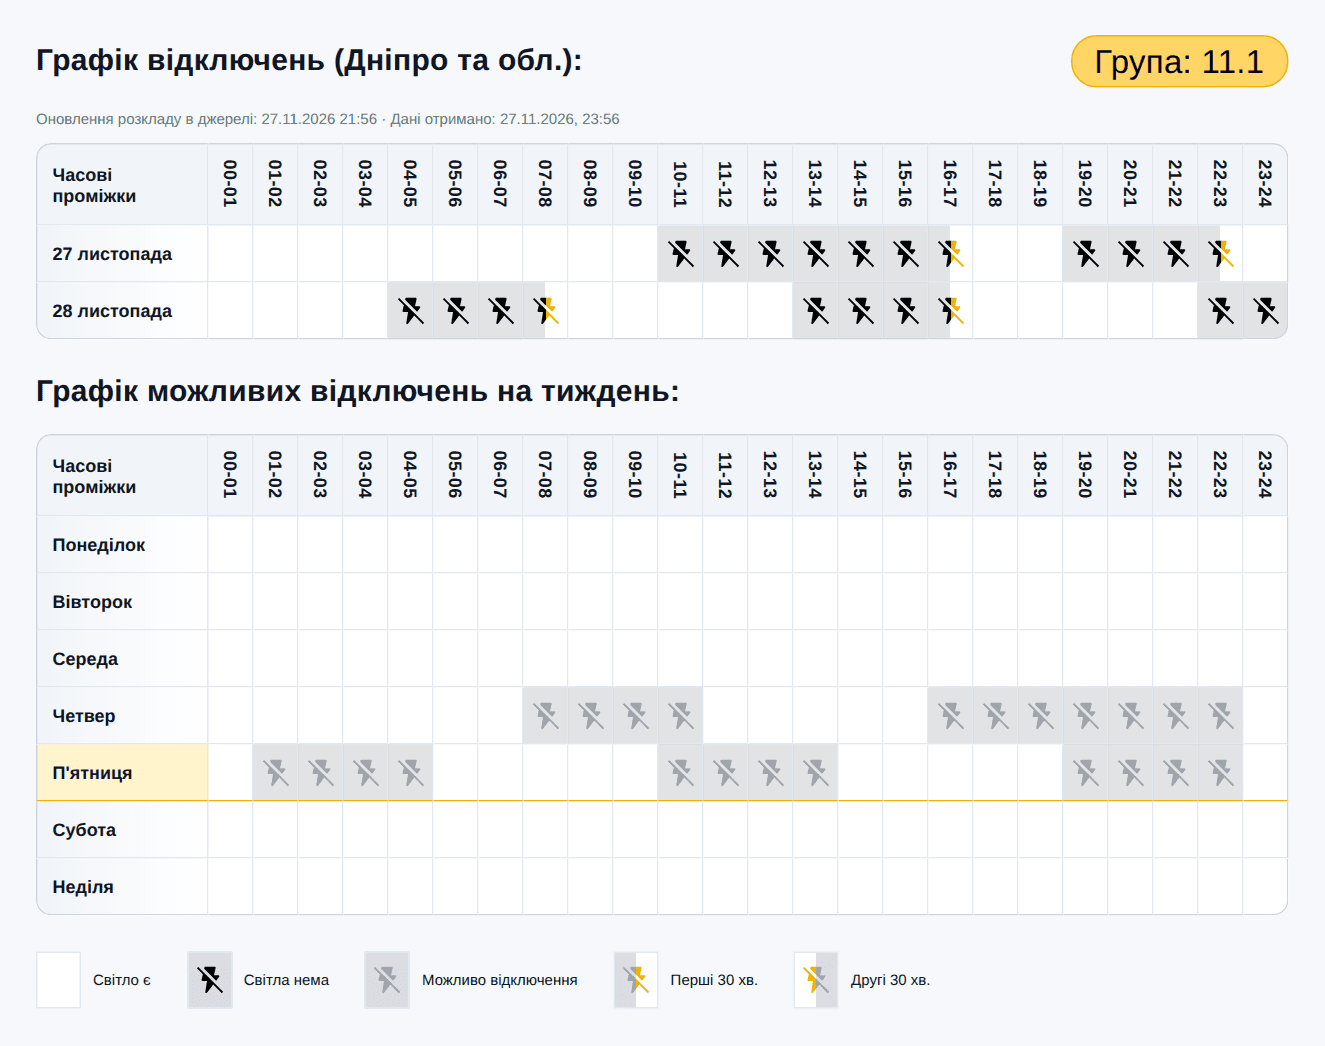 Графік відключень (Дніпро та обл.):
Група: 11.1
Оновлення розкладу в джерелі: 27.11.2026 21:56 · Дані отримано: 27.11.2026, 23:56
Часові
проміжки
00-01 01-02 02-03 03-04 04-05 05-06 06-07 07-08 08-09 09-10 10-11 11-12 12-13 13-14 14-15 15-16 16-17 17-18 18-19 19-20 20-21 21-22 22-23 23-24
27 листопада
28 листопада
Графік можливих відключень на тиждень:
Часові
проміжки
00-01 01-02 02-03 03-04 04-05 05-06 06-07 07-08 08-09 09-10 10-11 11-12 12-13 13-14 14-15 15-16 16-17 17-18 18-19 19-20 20-21 21-22 22-23 23-24
Понеділок
Вівторок
Середа
Четвер
П'ятниця
Субота
Неділя
Світло є Світла нема Можливо відключення Перші 30 хв. Другі 30 хв.